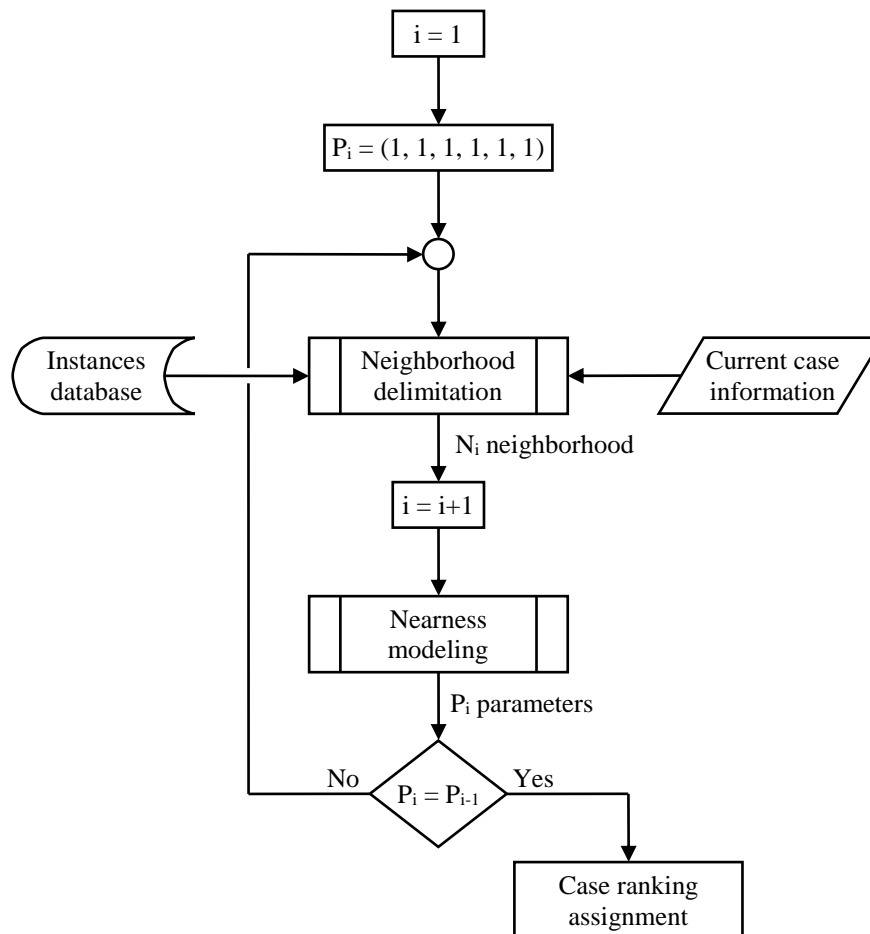 i = 1
Pᵢ = (1, 1, 1, 1, 1, 1)
Instances
database
Neighborhood
delimitation
Current case
information
Nᵢ neighborhood
i = i+1
Nearness
modeling
Pᵢ parameters
No
Pᵢ = Pᵢ₋₁
Yes
Case ranking
assignment